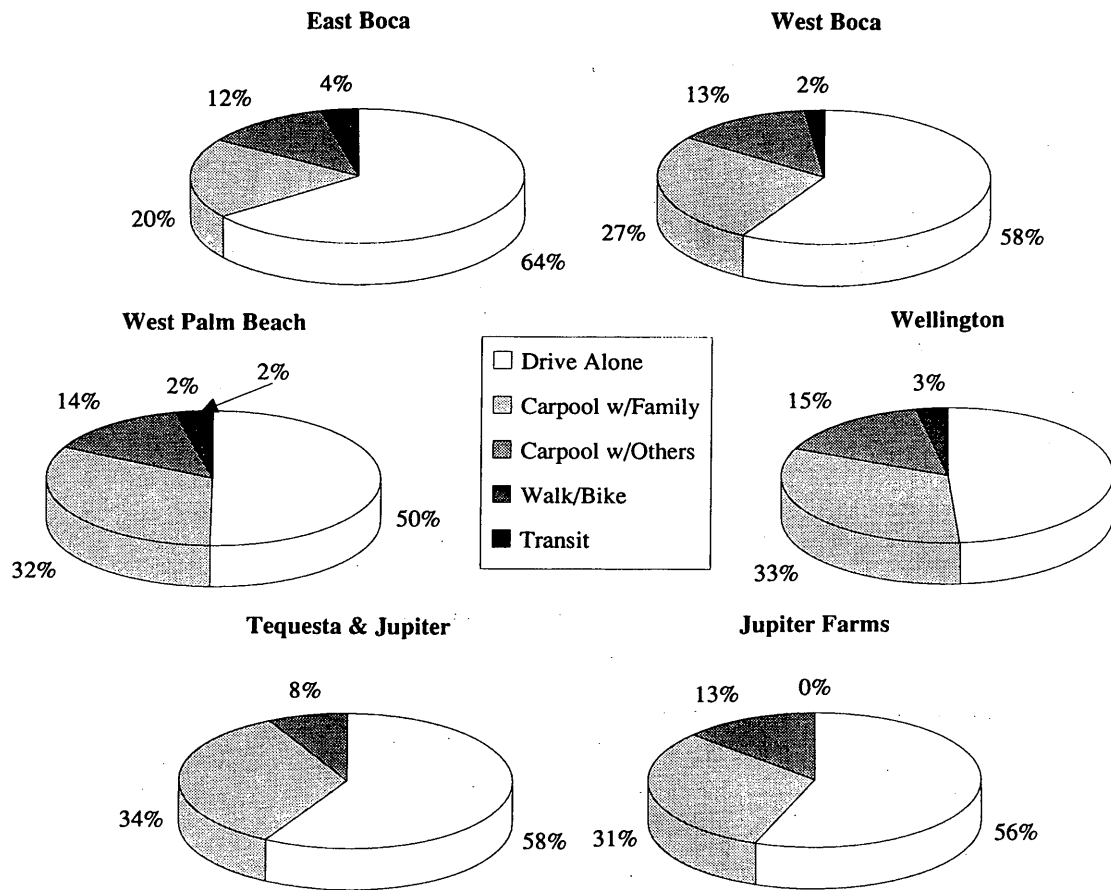 East Boca
West Boca
12%
4%
20%
64%
13%
2%
27%
58%
West Palm Beach
Wellington
14%
2%
2%
32%
50%
Drive Alone
Carpool w/Family
Carpool w/Others
Walk/Bike
Transit
15%
3%
33%
Tequesta & Jupiter
Jupiter Farms
8%
34%
58%
13%
0%
31%
56%